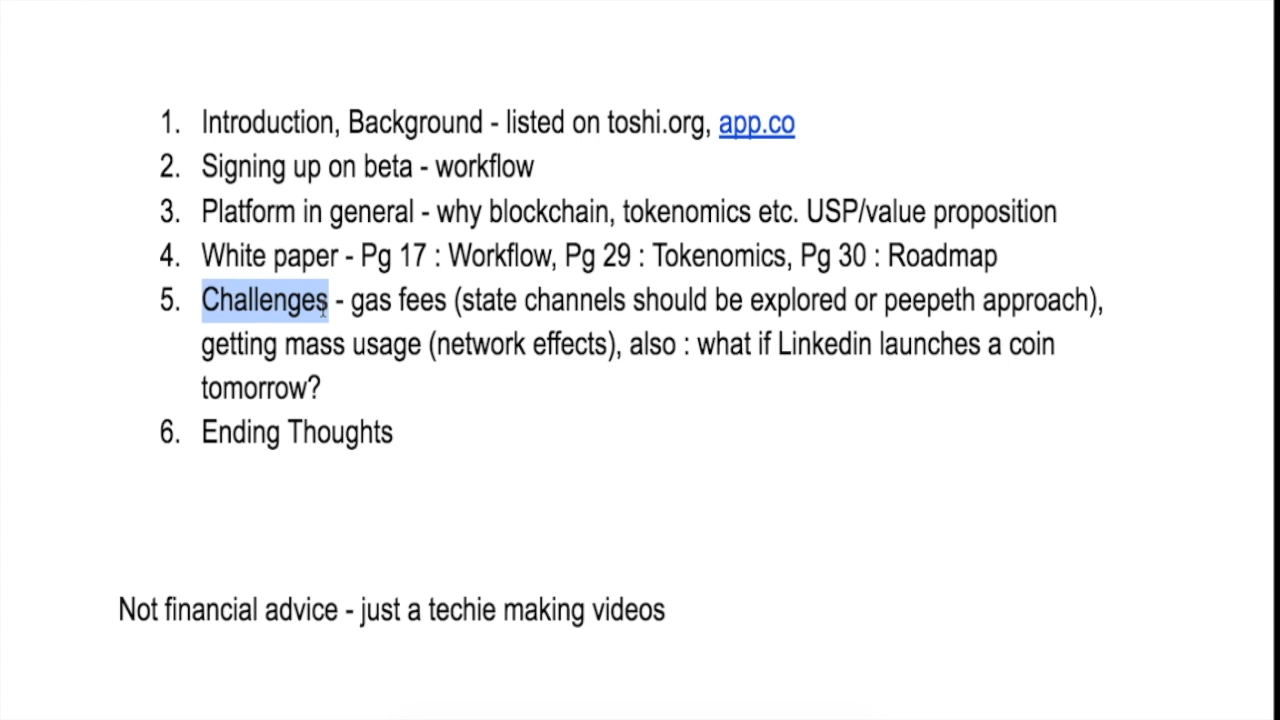 1. Introduction, Background - listed on toshi.org, app.co
2. Signing up on beta - workflow
3. Platform in general - why blockchain, tokenomics etc. USP/value proposition
4. White paper - Pg 17 : Workflow, Pg 29 : Tokenomics, Pg 30 : Roadmap
5. Challenges - gas fees (state channels should be explored or peepeth approach),
getting mass usage (network effects), also : what if Linkedin launches a coin
tomorrow?
6. Ending Thoughts
Not financial advice - just a techie making videos